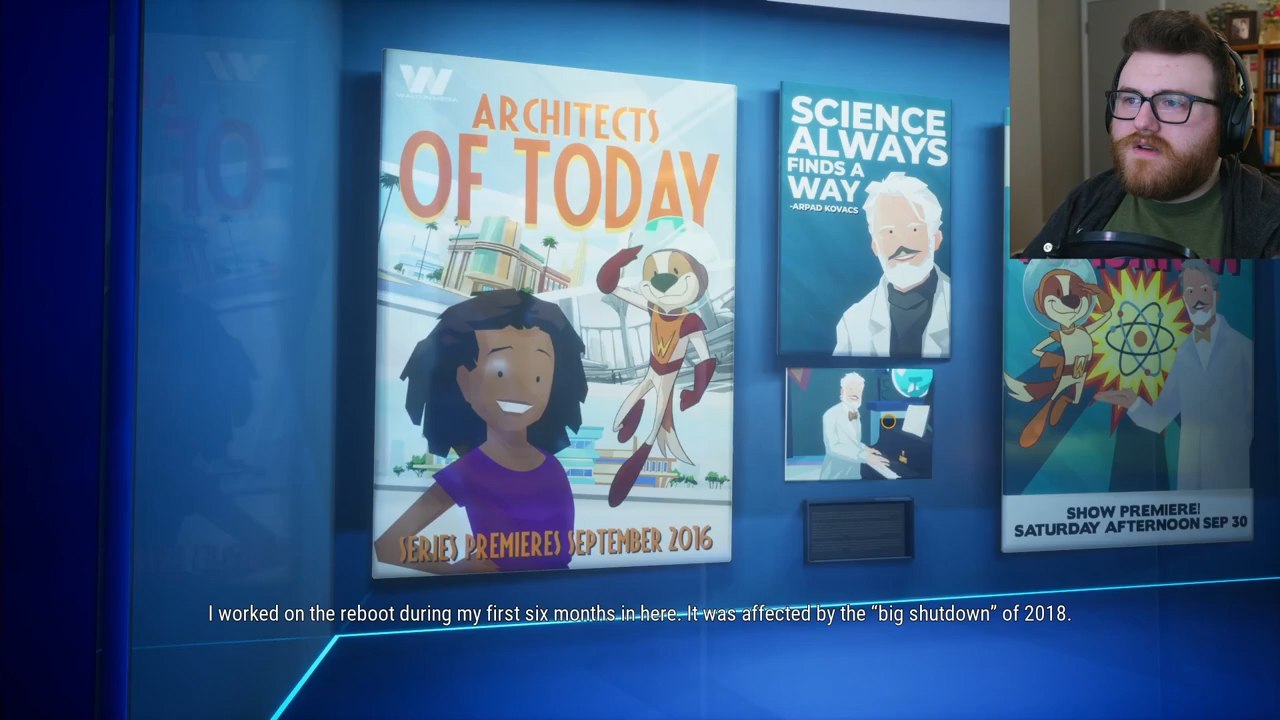 W
ARCHITECTS
OF TODAY
SERIES PREMIERES SEPTEMBER 2016
SCIENCE
ALWAYS
FINDS A
WAY
-ARPAD KOVACS
SHOW PREMIERE!
SATURDAY AFTERNOON SEP 30
I worked on the reboot during my first six months in here. It was affected by the “big shutdown” of 2018.